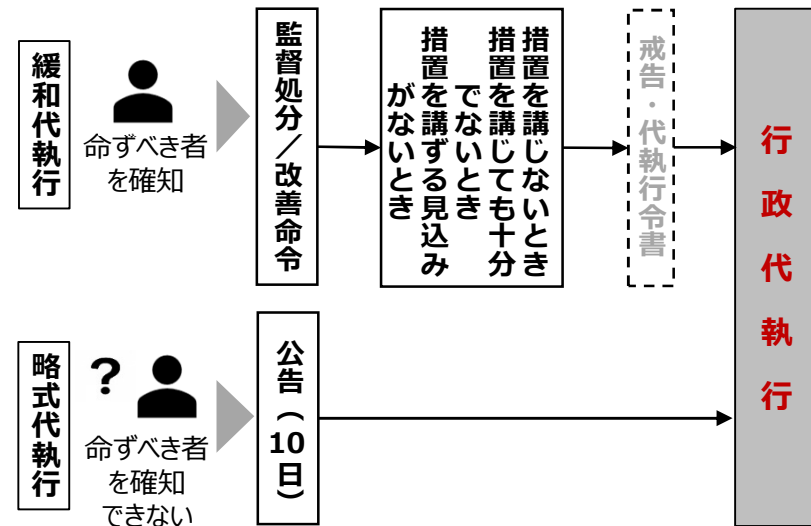 緩和代執行
命ずべき者
を確知
監督処分／改善命令
措置を講じないとき
措置を講じても十分
でないとき
措置を講ずる見込み
がないとき
戒告・代執行令書
行政代執行
略式代執行
?
命ずべき者
を確知
できない
公告（10日）